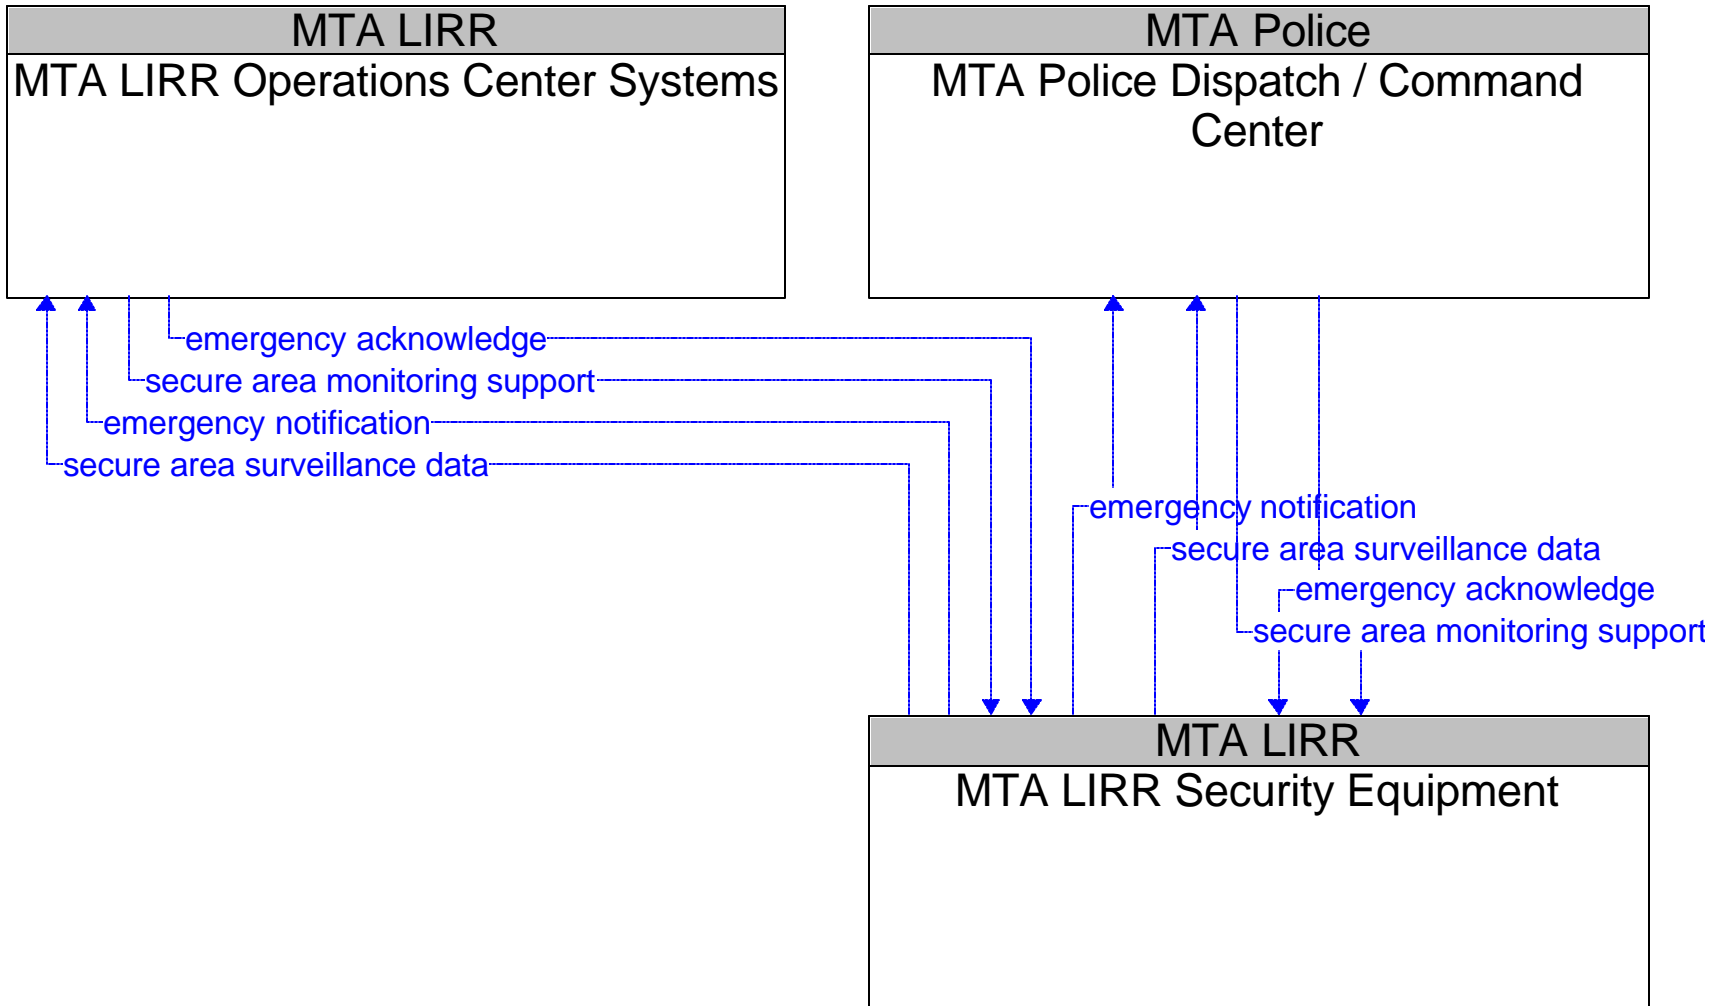 MTA LIRR
MTA LIRR Operations Center Systems
MTA Police
MTA Police Dispatch / Command
Center
emergency acknowledge
secure area monitoring support
emergency notification
secure area surveillance data
emergency notification
secure area surveillance data
emergency acknowledge
secure area monitoring support
MTA LIRR
MTA LIRR Security Equipment